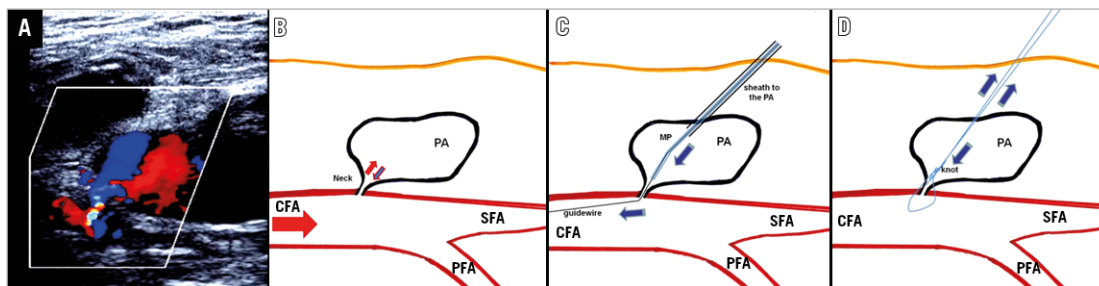 A
B
PA
Neck
CFA
SFA
PFA
C
sheath to
the PA
MP
PA
guidewire
CFA
SFA
PFA
D
PA
knot
CFA
SFA
PFA